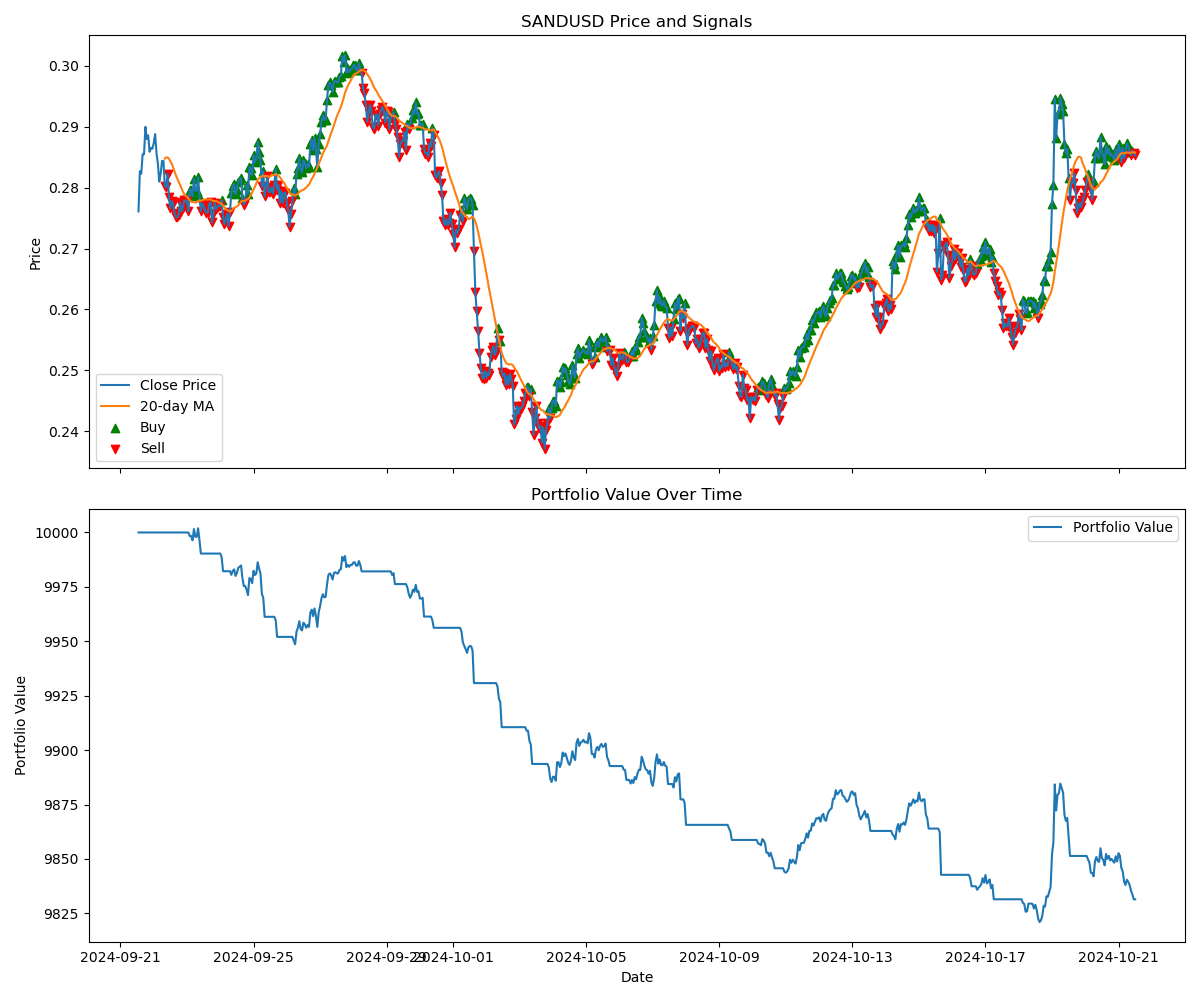 SANDUSD Price and Signals
Price
0.30
0.29
0.28
0.27
0.26
0.25
0.24
Close Price
20-day MA
Buy
Sell
Portfolio Value Over Time
Portfolio Value
10000
9975
9950
9925
9900
9875
9850
9825
Portfolio Value
2024-09-21 2024-09-25 2024-09-29 2024-10-01 2024-10-05 2024-10-09 2024-10-13 2024-10-17 2024-10-21
Date